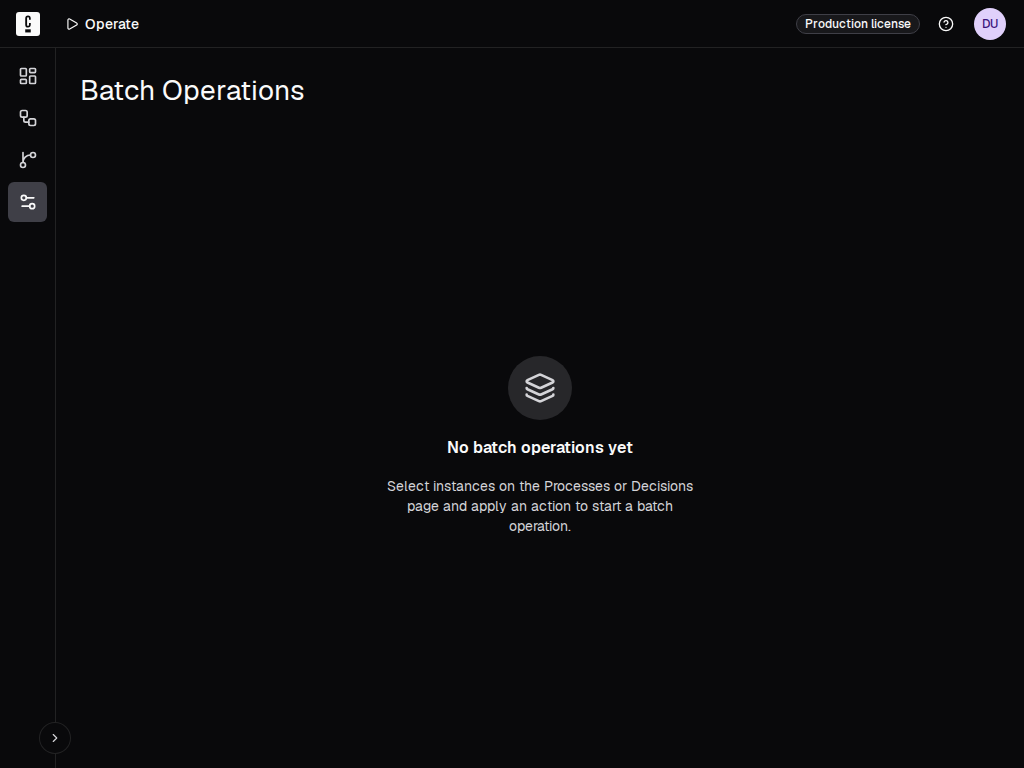 Operate
Production license
DU
Batch Operations
No batch operations yet
Select instances on the Processes or Decisions
page and apply an action to start a batch
operation.